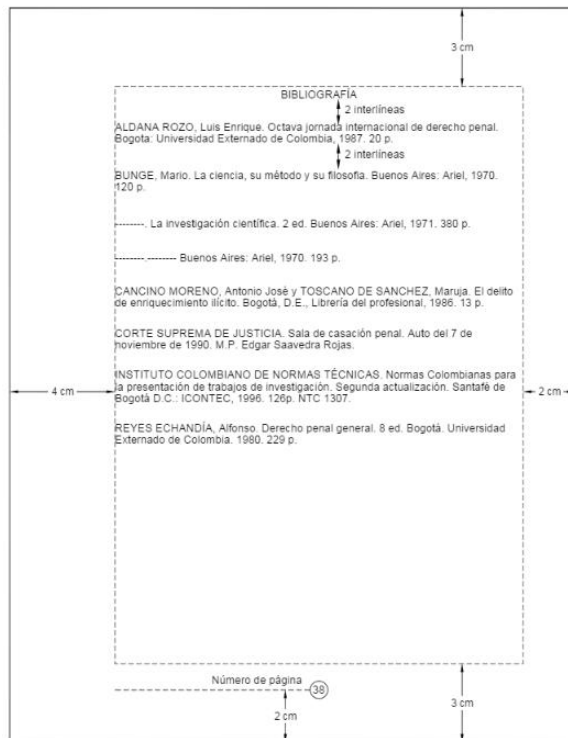 3 cm
BIBLIOGRAFÍA
2 interlíneas
ALDANA ROZO, Luis Enrique. Octava jornada internacional de derecho penal.
Bogota: Universidad Externado de Colombia, 1987. 20 p.
2 interlíneas
BUNGE, Mario. La ciencia, su método y su filosofia. Buenos Aires: Ariel, 1970.
120 p.
--------. La investigación científica. 2 ed. Buenos Aires: Ariel, 1971. 380 p.
--------.-------- Buenos Aires: Ariel, 1970. 193 p.
CANCINO MORENO, Antonio José y TOSCANO DE SANCHEZ, Maruja. El delito
de enriquecimiento ilícito. Bogotá, D.E., Librería del profesional, 1986. 13 p.
CORTE SUPREMA DE JUSTICIA. Sala de casación penal. Auto del 7 de
noviembre de 1990. M.P. Edgar Saavedra Rojas.
INSTITUTO COLOMBIANO DE NORMAS TÉCNICAS. Normas Colombianas para
la presentación de trabajos de investigación. Segunda actualización. Santafé de
Bogotá D.C.: ICONTEC, 1996. 126p. NTC 1307.
4 cm
2 cm
REYES ECHANDÍA, Alfonso. Derecho penal general. 8 ed. Bogotá. Universidad
Externado de Colombia. 1980. 229 p.
Número de página
38
2 cm
3 cm